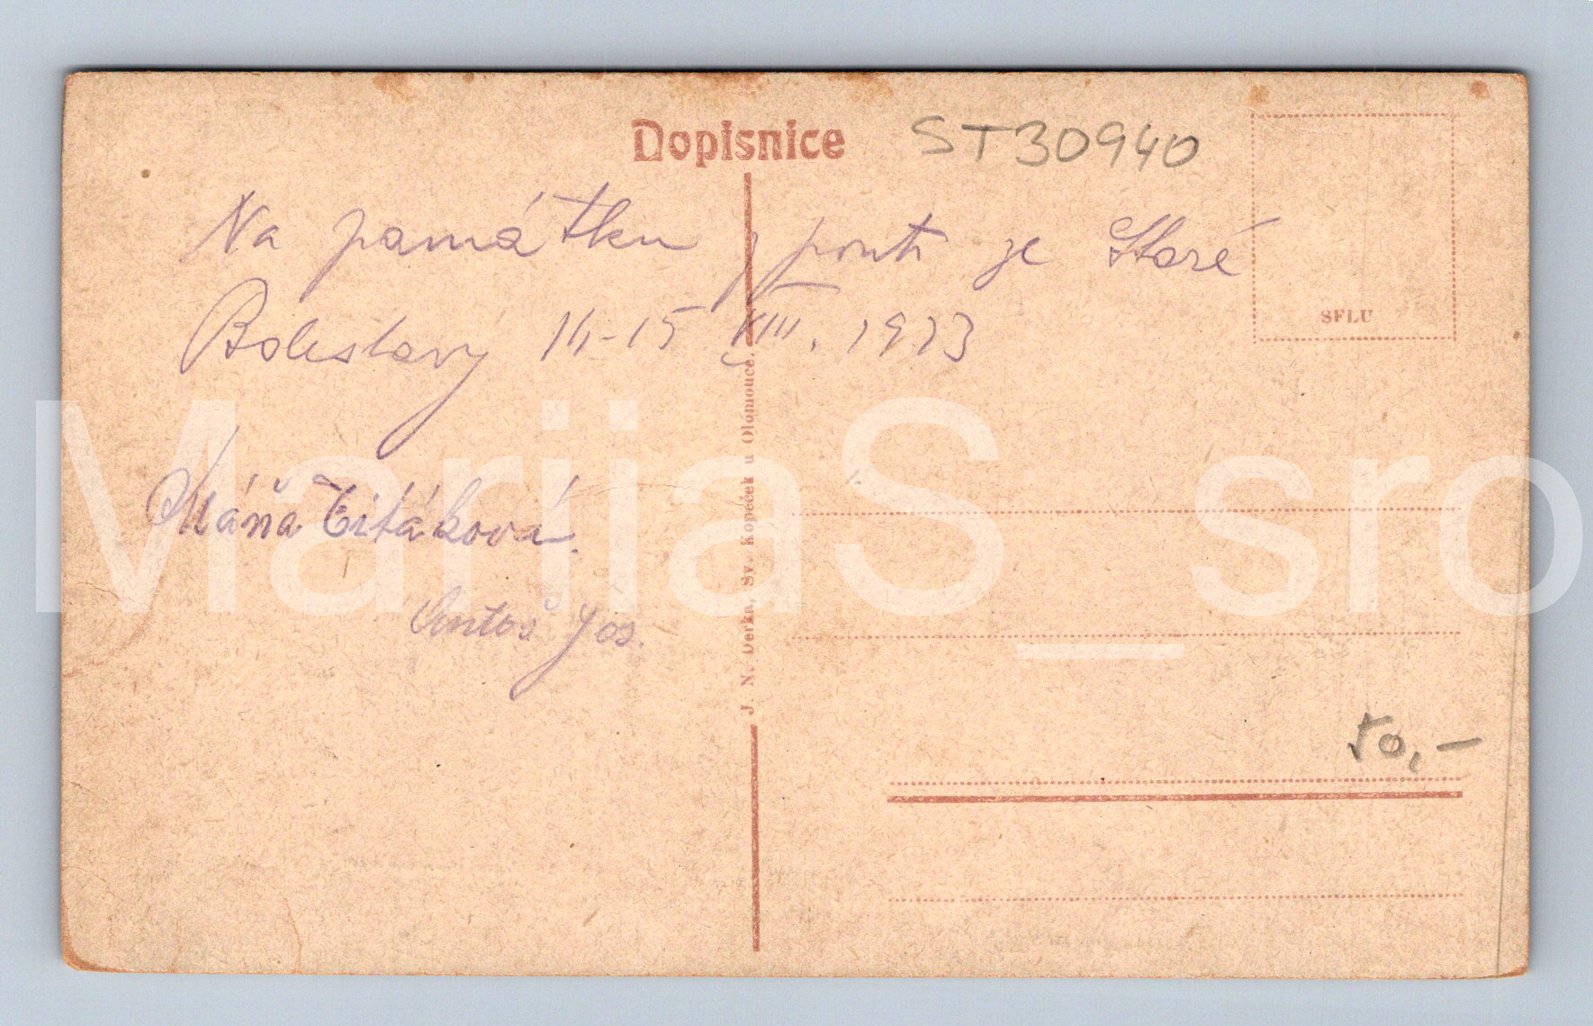 Dopisnice ST30940
Na památku z pouti ze Staré
Boleslavy 14-15 VIII. 1923
SFLU
Máňa Titáková.
Antoš Jos.
J. N. Derka, Sv. Kopeček u Olomouce.
50,-
MarijaS_sro